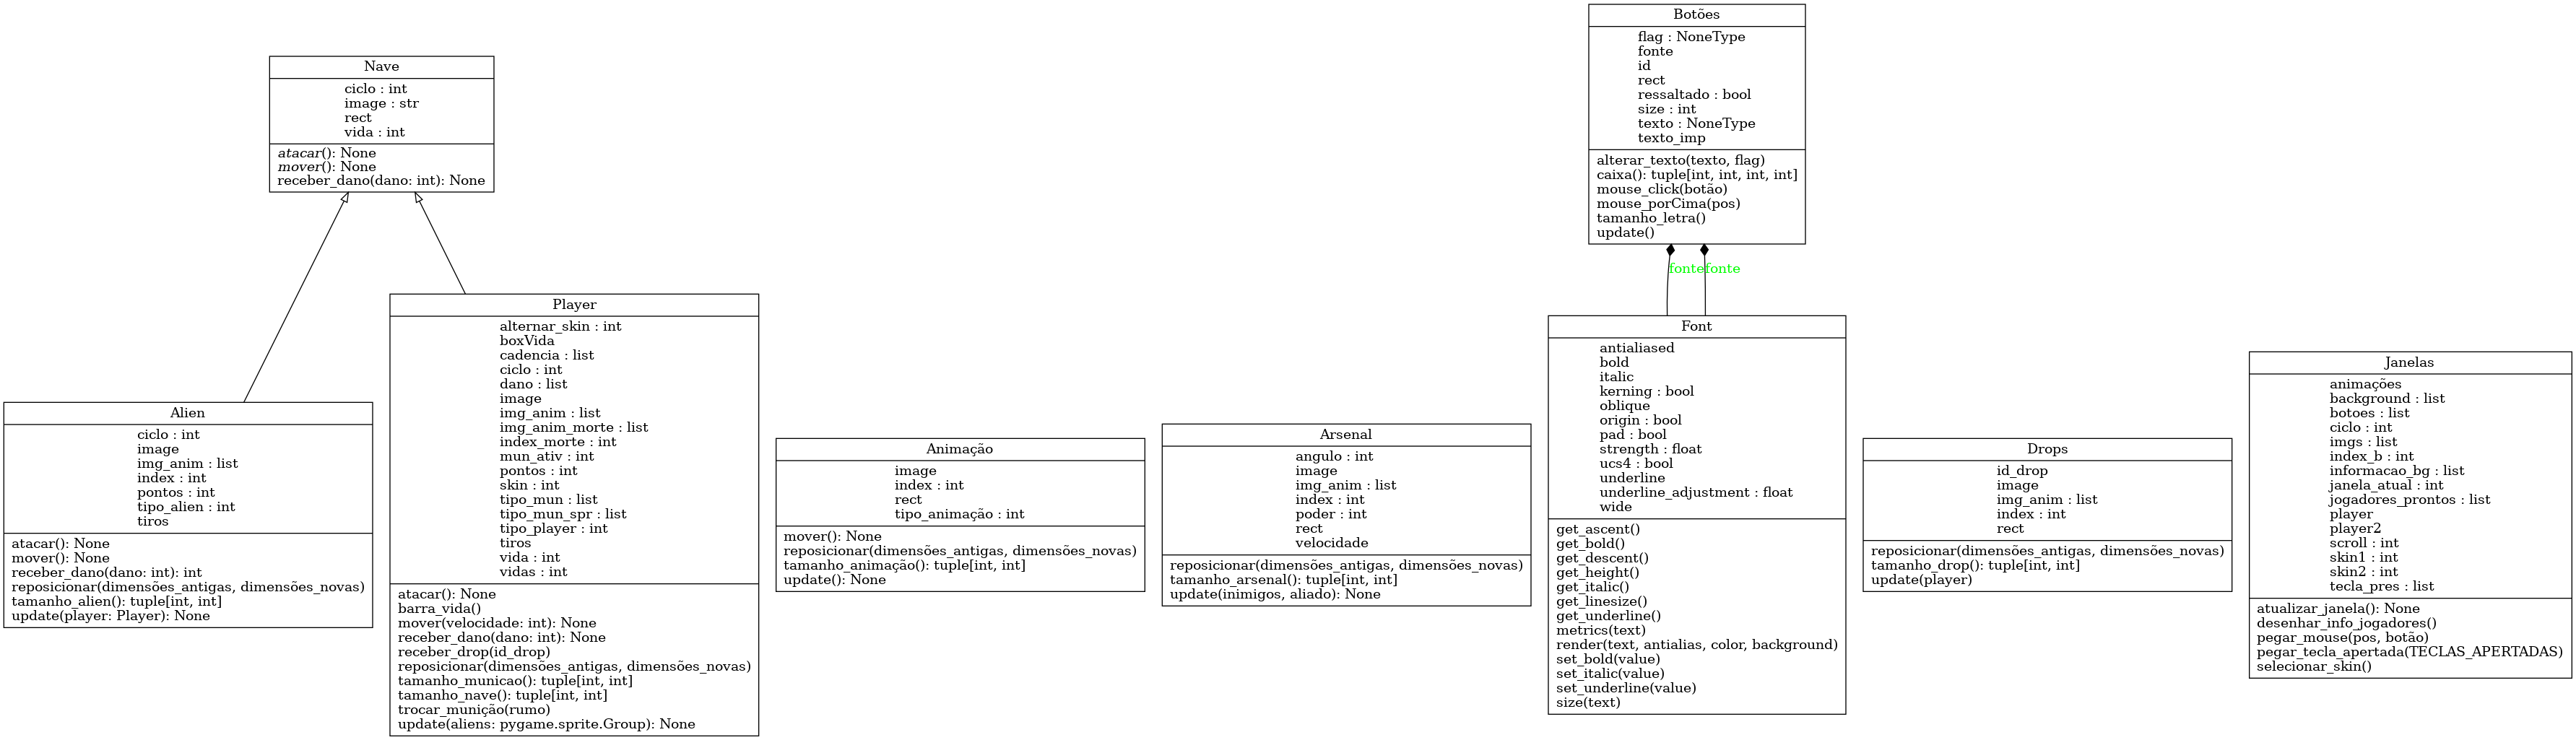 Nave
ciclo : int
image : str
rect
vida : int
atacar(): None
mover(): None
receber_dano(dano: int): None
Botões
flag : NoneType
fonte
id
rect
ressaltado : bool
size : int
texto : NoneType
texto_imp
alterar_texto(texto, flag)
caixa(): tuple[int, int, int, int]
mouse_click(botão)
mouse_porCima(pos)
tamanho_letra()
update()
fonte
fonte
Alien
ciclo : int
image
img_anim : list
index : int
pontos : int
tipo_alien : int
tiros
atacar(): None
mover(): None
receber_dano(dano: int): int
reposicionar(dimensões_antigas, dimensões_novas)
tamanho_alien(): tuple[int, int]
update(player: Player): None
Player
alternar_skin : int
boxVida
cadencia : list
ciclo : int
dano : list
image
img_anim : list
img_anim_morte : list
index_morte : int
mun_ativ : int
pontos : int
skin : int
tipo_mun : list
tipo_mun_spr : list
tipo_player : int
tiros
vida : int
vidas : int
atacar(): None
barra_vida()
mover(velocidade: int): None
receber_dano(dano: int): None
receber_drop(id_drop)
reposicionar(dimensões_antigas, dimensões_novas)
tamanho_municao(): tuple[int, int]
tamanho_nave(): tuple[int, int]
trocar_munição(rumo)
update(aliens: pygame.sprite.Group): None
Animação
image
index : int
rect
tipo_animação : int
mover(): None
reposicionar(dimensões_antigas, dimensões_novas)
tamanho_animação(): tuple[int, int]
update(): None
Arsenal
angulo : int
image
img_anim : list
index : int
poder : int
rect
velocidade
reposicionar(dimensões_antigas, dimensões_novas)
tamanho_arsenal(): tuple[int, int]
update(inimigos, aliado): None
Font
antialiased
bold
italic
kerning : bool
oblique
origin : bool
pad : bool
strength : float
ucs4 : bool
underline
underline_adjustment : float
wide
get_ascent()
get_bold()
get_descent()
get_height()
get_italic()
get_linesize()
get_underline()
metrics(text)
render(text, antialias, color, background)
set_bold(value)
set_italic(value)
set_underline(value)
size(text)
Drops
id_drop
image
img_anim : list
index : int
rect
reposicionar(dimensões_antigas, dimensões_novas)
tamanho_drop(): tuple[int, int]
update(player)
Janelas
animações
background : list
botoes : list
ciclo : int
imgs : list
index_b : int
informacao_bg : list
janela_atual : int
jogadores_prontos : list
player
player2
scroll : int
skin1 : int
skin2 : int
tecla_pres : list
atualizar_janela(): None
desenhar_info_jogadores()
pegar_mouse(pos, botão)
pegar_tecla_apertada(TECLAS_APERTADAS)
selecionar_skin()